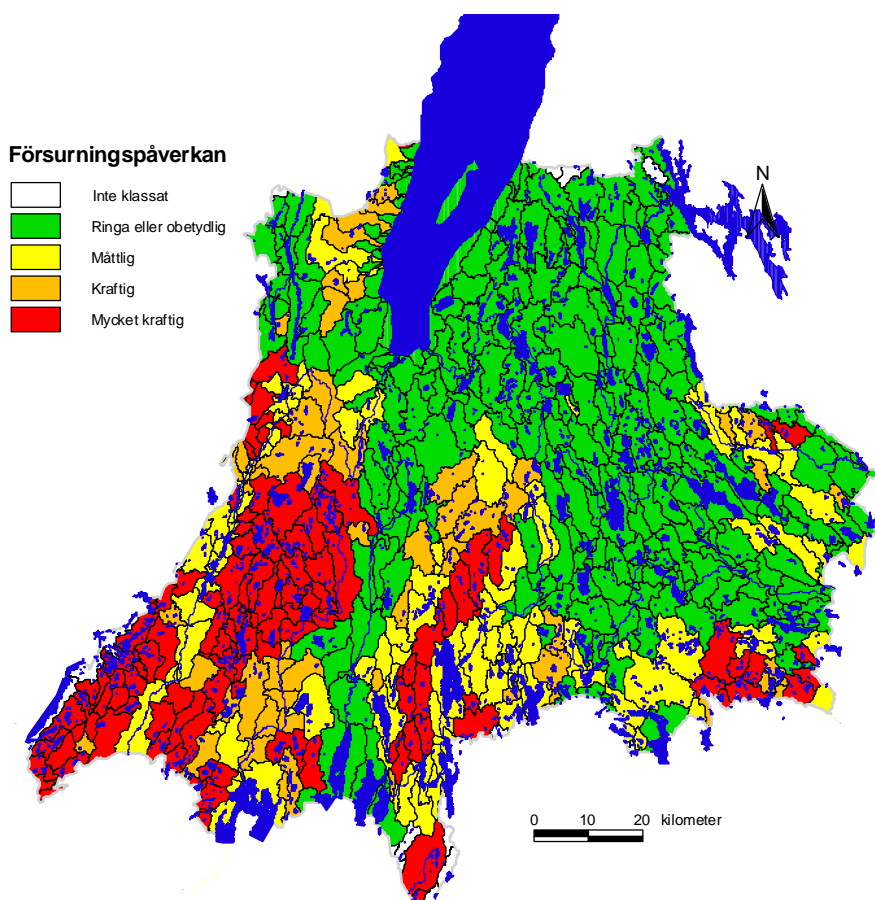 Försurningspåverkan
Inte klassat
Ringa eller obetydlig
Måttlig
Kraftig
Mycket kraftig
N
0 10 20 kilometer